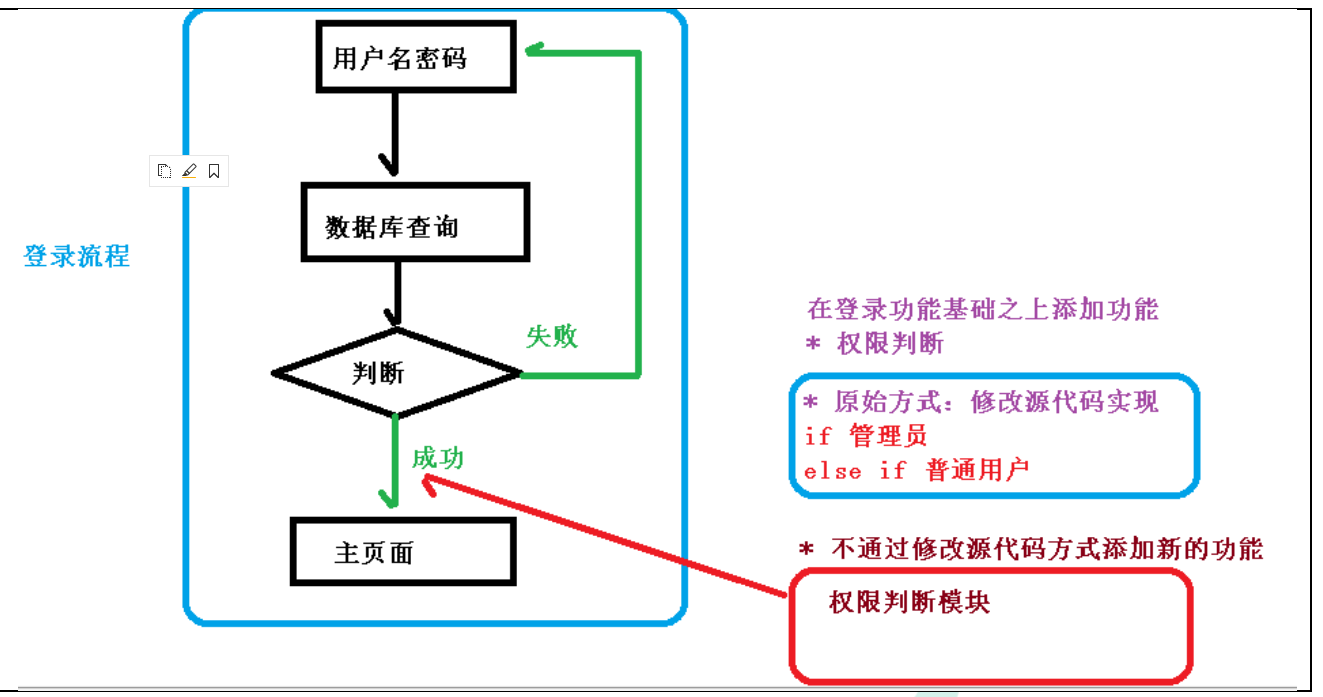 用户名密码
数据库查询
登录流程
判断
失败
成功
主页面
在登录功能基础之上添加功能
* 权限判断
* 原始方式：修改源代码实现
if 管理员
else if 普通用户
* 不通过修改源代码方式添加新的功能
权限判断模块